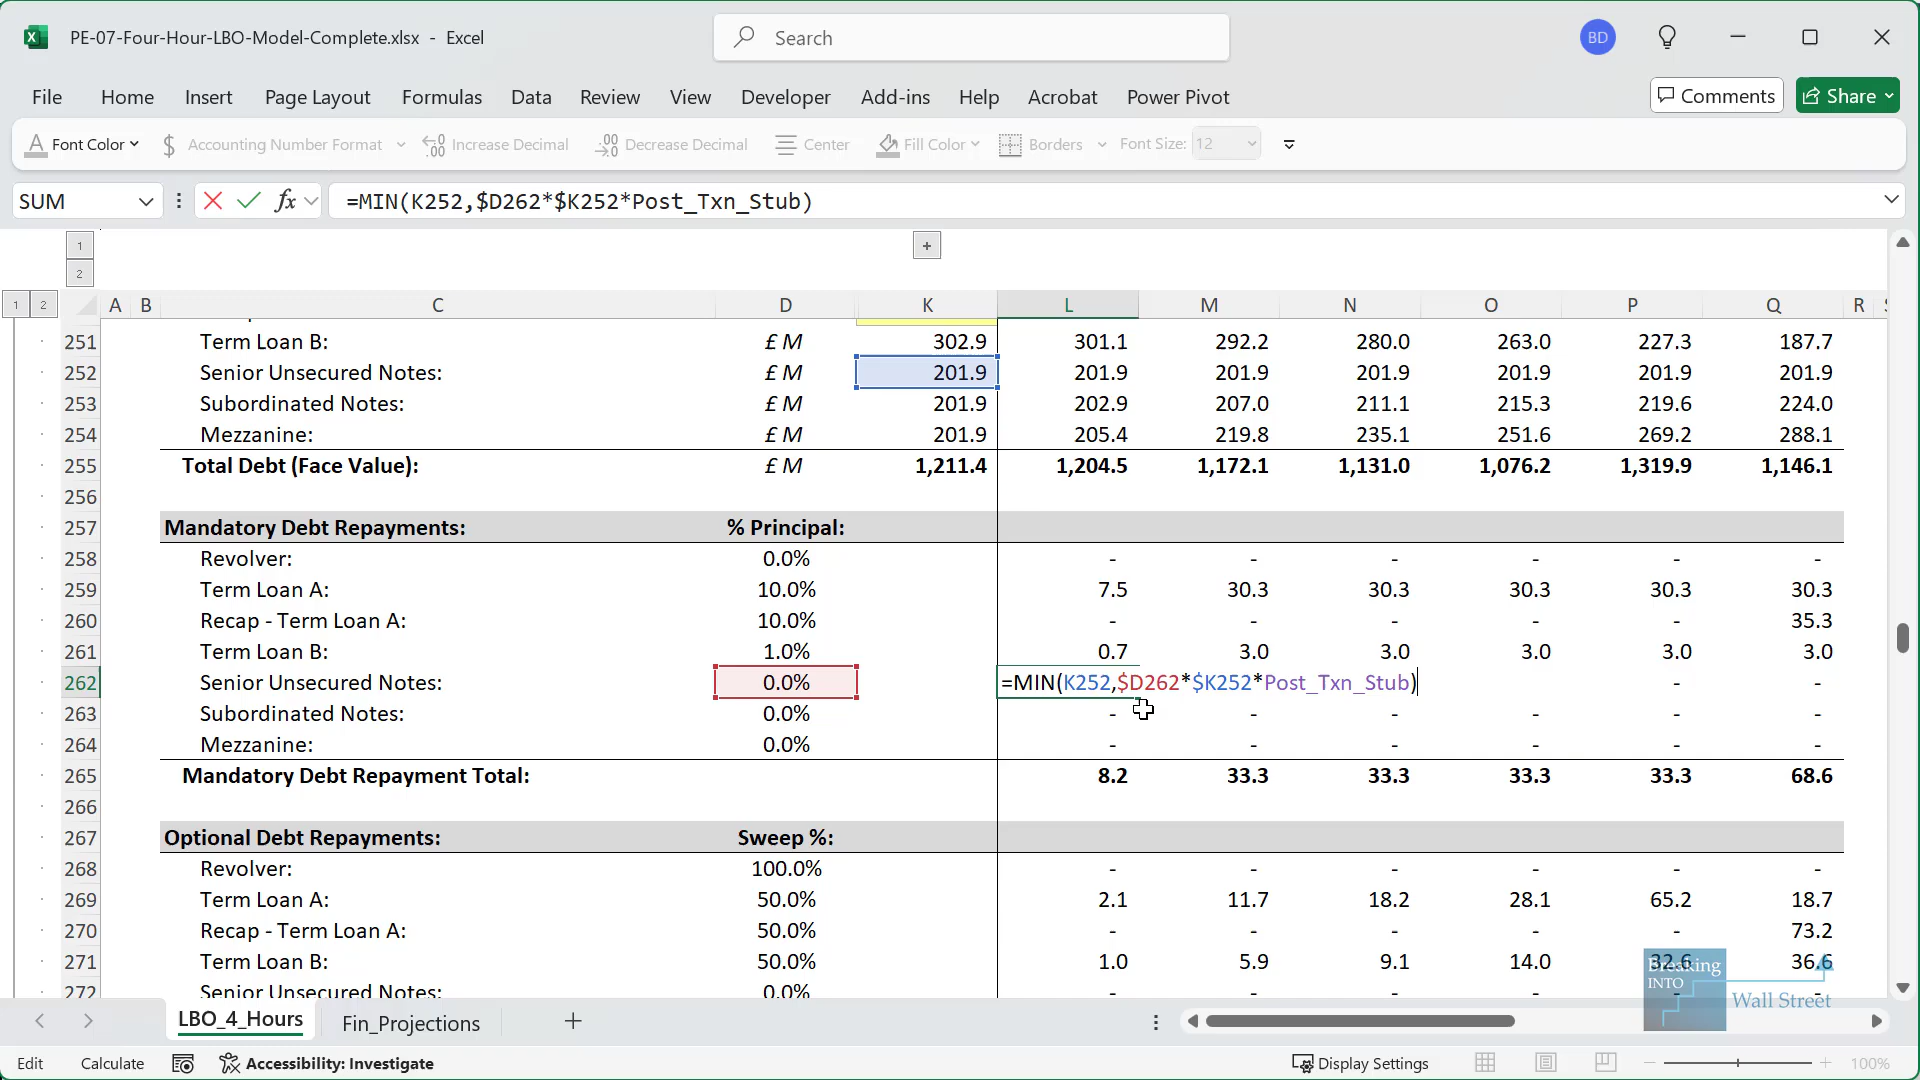 PE-07-Four-Hour-LBO-Model-Complete.xlsx - Excel
Search
BD
File Home Insert Page Layout Formulas Data Review View Developer Add-ins Help Acrobat Power Pivot Comments Share
Font Color $ Accounting Number Format Increase Decimal Decrease Decimal Center Fill Color Borders Font Size: 12
SUM fx =MIN(K252,$D262*$K252*Post_Txn_Stub)
1 +
2
1 2 A B C D K L M N O P Q R
251 Term Loan B: £ M 302.9 301.1 292.2 280.0 263.0 227.3 187.7
252 Senior Unsecured Notes: £ M 201.9 201.9 201.9 201.9 201.9 201.9 201.9
253 Subordinated Notes: £ M 201.9 202.9 207.0 211.1 215.3 219.6 224.0
254 Mezzanine: £ M 201.9 205.4 219.8 235.1 251.6 269.2 288.1
255 Total Debt (Face Value): £ M 1,211.4 1,204.5 1,172.1 1,131.0 1,076.2 1,319.9 1,146.1
256
257 Mandatory Debt Repayments: % Principal:
258 Revolver: 0.0% - - - - - -
259 Term Loan A: 10.0% 7.5 30.3 30.3 30.3 30.3 30.3
260 Recap - Term Loan A: 10.0% - - - - - 35.3
261 Term Loan B: 1.0% 0.7 3.0 3.0 3.0 3.0 3.0
262 Senior Unsecured Notes: 0.0% =MIN(K252,$D262*$K252*Post_Txn_Stub) - -
263 Subordinated Notes: 0.0% - - - - - -
264 Mezzanine: 0.0% - - - - - -
265 Mandatory Debt Repayment Total: 8.2 33.3 33.3 33.3 33.3 68.6
266
267 Optional Debt Repayments: Sweep %:
268 Revolver: 100.0% - - - - - -
269 Term Loan A: 50.0% 2.1 11.7 18.2 28.1 65.2 18.7
270 Recap - Term Loan A: 50.0% - - - - - 73.2
271 Term Loan B: 50.0% 1.0 5.9 9.1 14.0 32.6 36.6
272 Senior Unsecured Notes: 0.0% - - - - - -
Breaking
INTO
Wall Street
LBO_4_Hours Fin_Projections
Edit Calculate Accessibility: Investigate Display Settings 100%